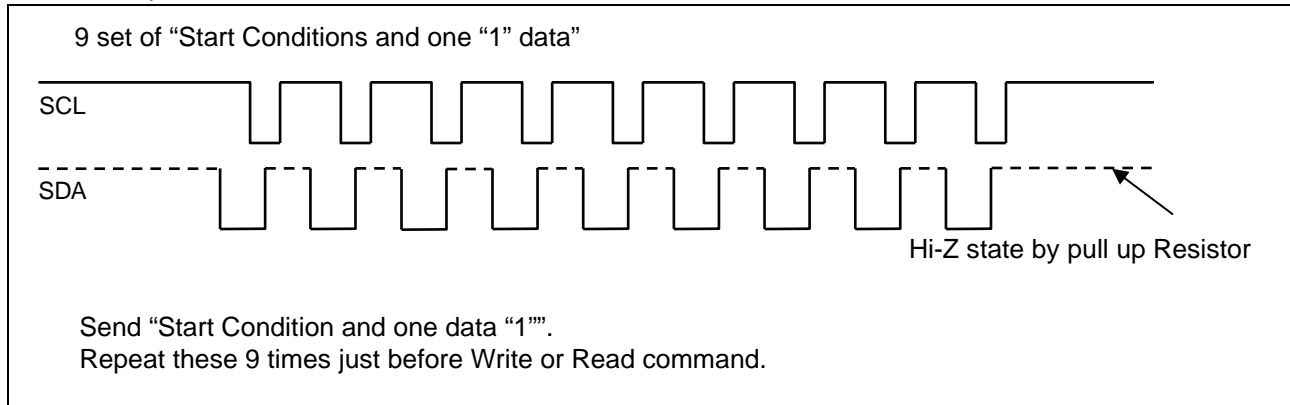 9 set of “Start Conditions and one “1” data”
SCL
SDA
Hi-Z state by pull up Resistor
Send “Start Condition and one data “1””.
Repeat these 9 times just before Write or Read command.